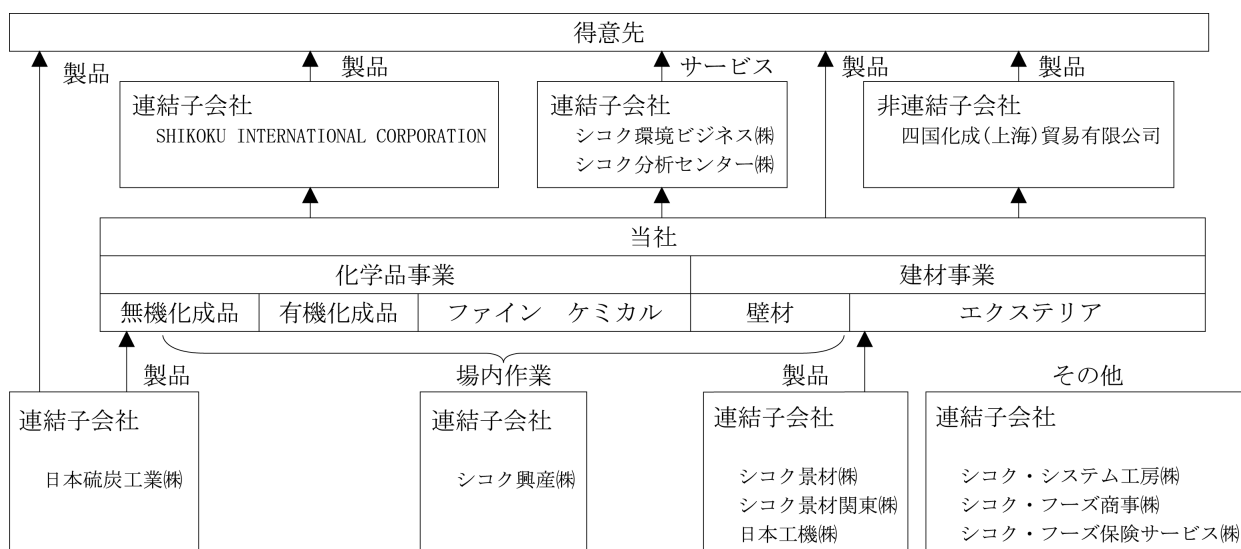 得意先
製品
製品
サービス
製品
製品
連結子会社
SHIKOKU INTERNATIONAL CORPORATION
連結子会社
シコク環境ビジネス㈱
シコク分析センター㈱
非連結子会社
四国化成(上海)貿易有限公司
当社
化学品事業
建材事業
無機化成品
有機化成品
ファイン ケミカル
壁材
エクステリア
製品
場内作業
製品
その他
連結子会社
日本硫炭工業㈱
連結子会社
シコク興産㈱
連結子会社
シコク景材㈱
シコク景材関東㈱
日本工機㈱
連結子会社
シコク・システム工房㈱
シコク・フーズ商事㈱
シコク・フーズ保険サービス㈱